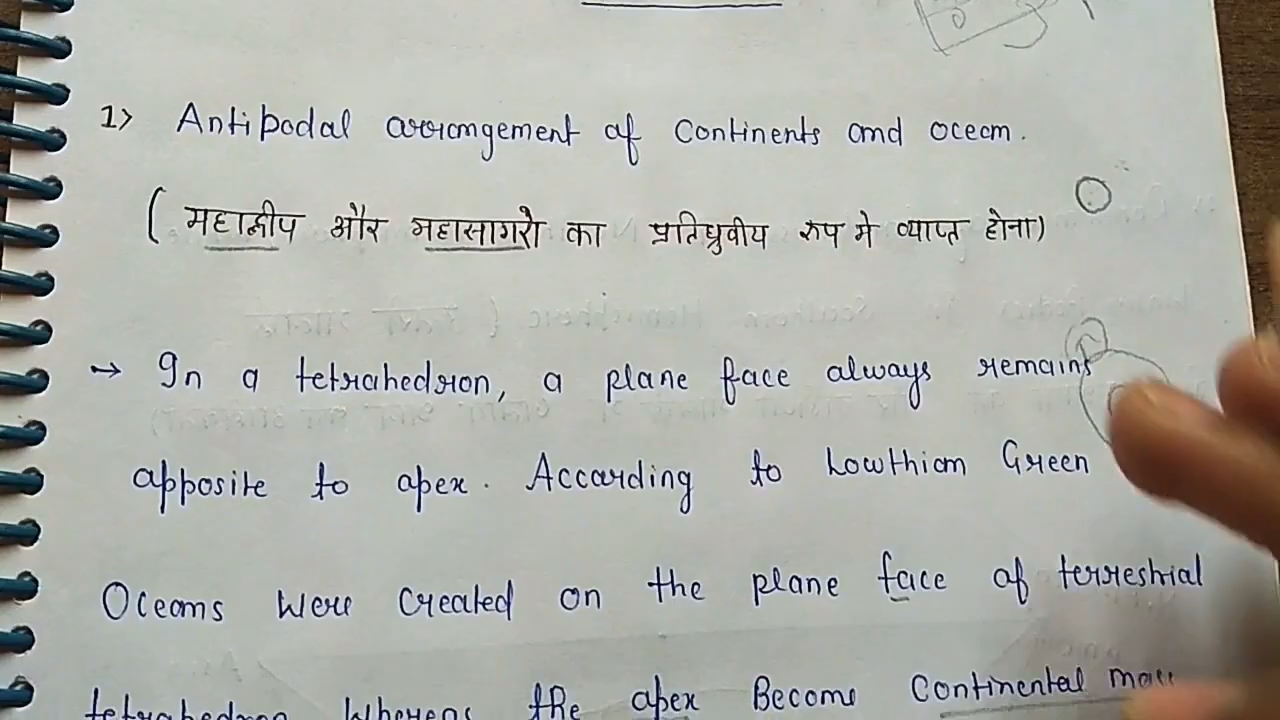 1) Antipodal arrangement of continents and ocean.
( महाद्वीप और महासागरो का प्रतिध्रुवीय रुप मे व्याप्त होना)
→ In a tetrahedron, a plane face always remains
opposite to apex. According to Lowthian Green
Oceans were created on the plane face of terrestrial
tetrahedron whereas the apex Become Continental mass